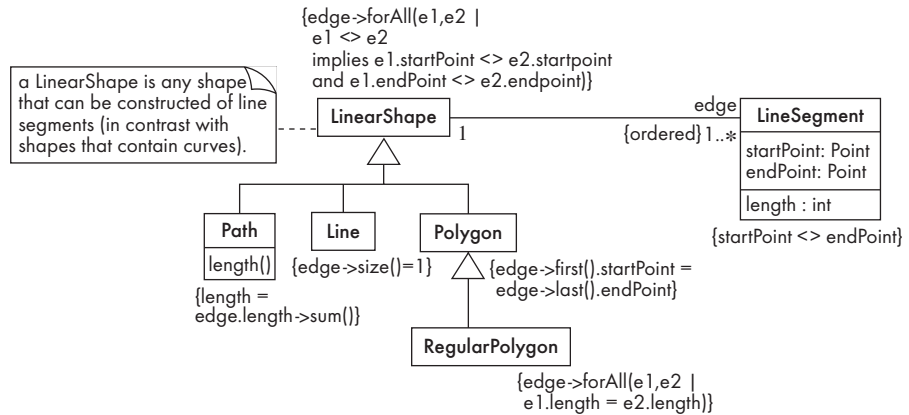 {edge->forAll(e1,e2 |
e1 <> e2
implies e1.startPoint <> e2.startpoint
and e1.endPoint <> e2.endpoint)}
a LinearShape is any shape
that can be constructed of line
segments (in contrast with
shapes that contain curves).
LinearShape
1
edge
{ordered} 1..*
LineSegment
startPoint: Point
endPoint: Point
length : int
{startPoint <> endPoint}
Path
length()
{length =
edge.length->sum()}
Line
{edge->size()=1}
Polygon
{edge->first().startPoint =
edge->last().endPoint}
RegularPolygon
{edge->forAll(e1,e2 |
e1.length = e2.length)}